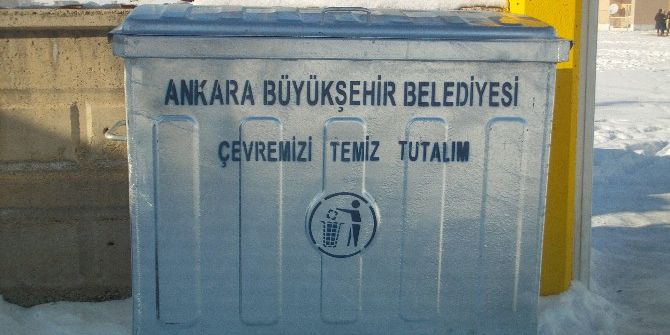 ANKARA BÜYÜKŞEHİR BELEDİYESİ
ÇEVREMİZİ TEMİZ TUTALIM